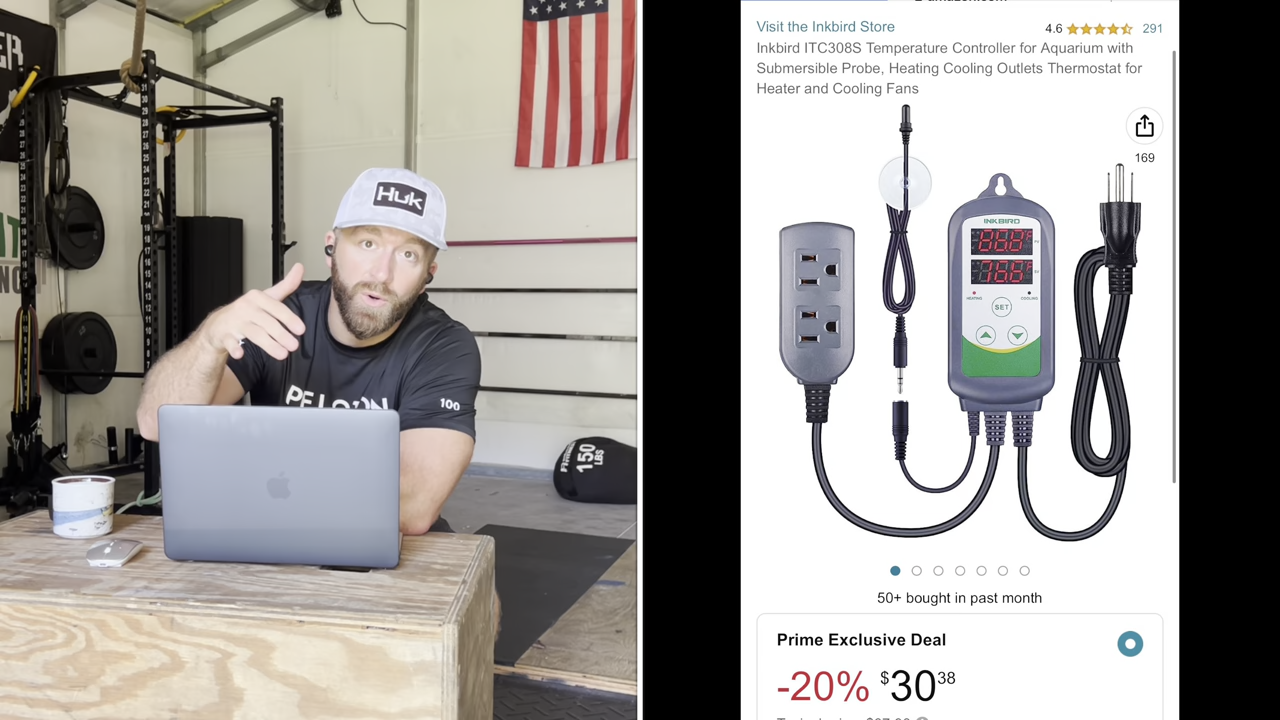 Huk
PELOTON
100
150
LBS
Visit the Inkbird Store
4.6
291
Inkbird ITC308S Temperature Controller for Aquarium with
Submersible Probe, Heating Cooling Outlets Thermostat for
Heater and Cooling Fans
169
INKBIRD
HEATING
COOLING
SET
50+ bought in past month
Prime Exclusive Deal
-20% $30 38